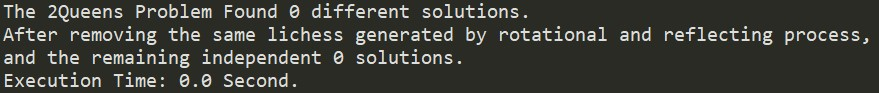 The 2Queens Problem Found 0 different solutions.
After removing the same lichess generated by rotational and reflecting process,
and the remaining independent 0 solutions.
Execution Time: 0.0 Second.